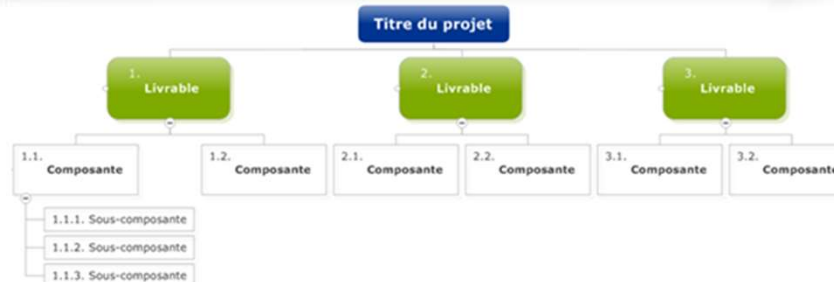 Titre du projet
1.
Livrable
2.
Livrable
3.
Livrable
1.1.
Composante
1.2.
Composante
2.1.
Composante
2.2.
Composante
3.1.
Composante
3.2.
Composante
1.1.1. Sous-composante
1.1.2. Sous-composante
1.1.3. Sous-composante